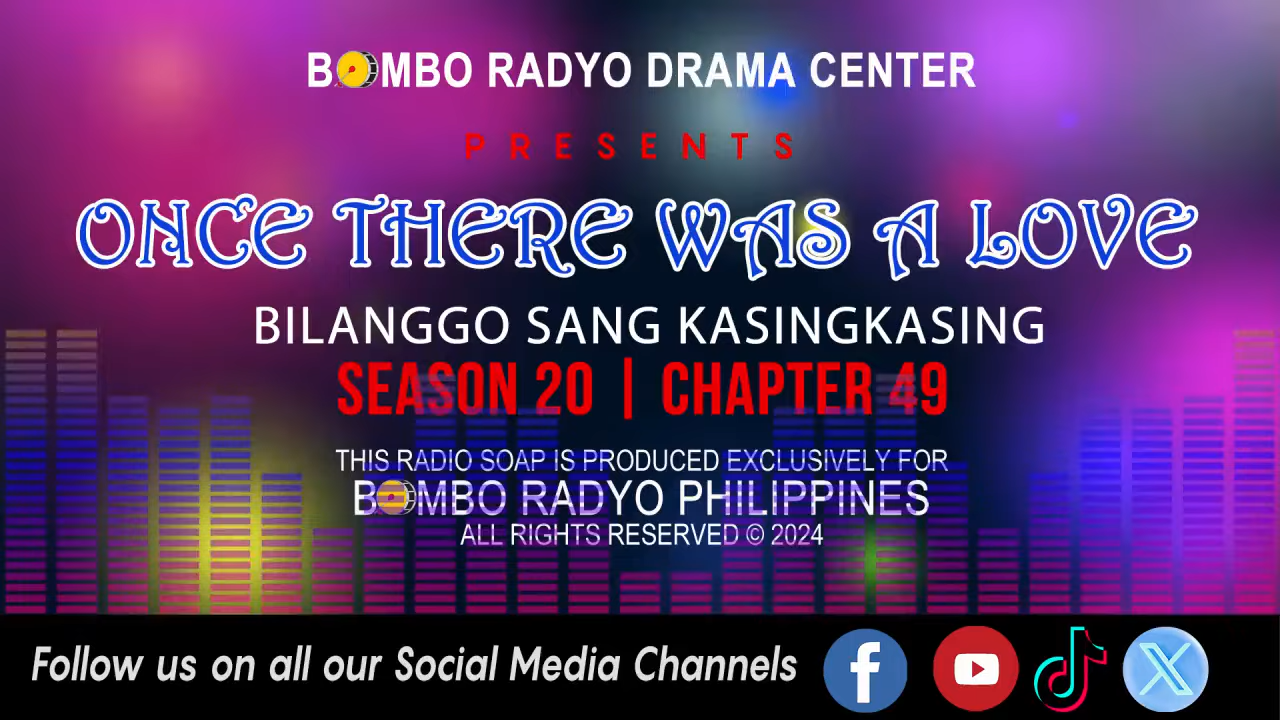 BOMBO RADYO DRAMA CENTER
PRESENTS
ONCE THERE WAS A LOVE
BILANGGO SANG KASINGKASING
SEASON 20 | CHAPTER 49
THIS RADIO SOAP IS PRODUCED EXCLUSIVELY FOR
BOMBO RADYO PHILIPPINES
ALL RIGHTS RESERVED © 2024
Follow us on all our Social Media Channels